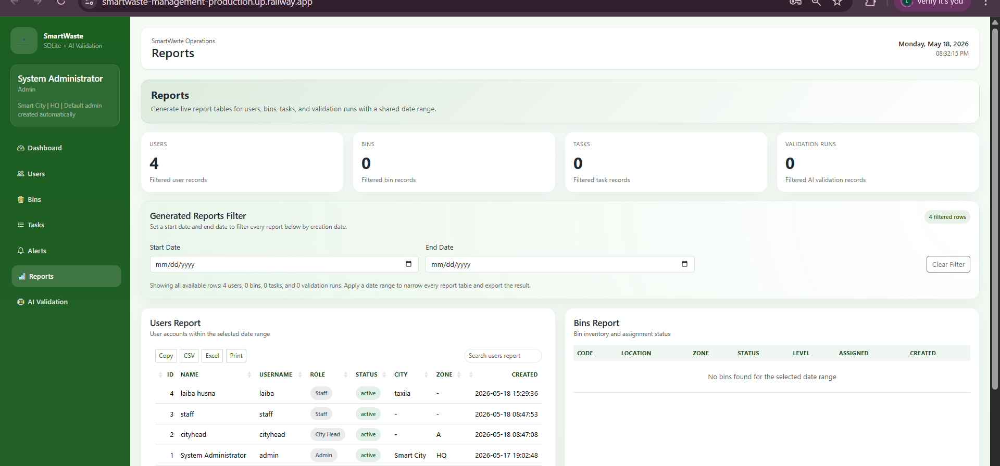 smartwaste-management-production.up.railway.app
Verify it's you
SmartWaste
SQLite + AI Validation
System Administrator
Admin
Smart City | HQ | Default admin
created automatically
Dashboard
Users
Bins
Tasks
Alerts
Reports
AI Validation
SmartWaste Operations
Reports
Monday, May 18, 2026
08:32:15 PM
Reports
Generate live report tables for users, bins, tasks, and validation runs with a shared date range.
USERS
4
Filtered user records
BINS
0
Filtered bin records
TASKS
0
Filtered task records
VALIDATION RUNS
0
Filtered AI validation records
Generated Reports Filter
Set a start date and end date to filter every report below by creation date.
4 filtered rows
Start Date
mm/dd/yyyy
End Date
mm/dd/yyyy
Clear Filter
Showing all available rows: 4 users, 0 bins, 0 tasks, and 0 validation runs. Apply a date range to narrow every report table and export the result.
Users Report
User accounts within the selected date range
Copy CSV Excel Print
Search users report
ID NAME USERNAME ROLE STATUS CITY ZONE CREATED
4 laiba husna laiba Staff active taxila - 2026-05-18 15:29:36
3 staff staff Staff active - - 2026-05-18 08:47:53
2 cityhead cityhead City Head active - A 2026-05-18 08:47:08
1 System Administrator admin Admin active Smart City HQ 2026-05-17 19:02:48
Bins Report
Bin inventory and assignment status
CODE LOCATION ZONE STATUS LEVEL ASSIGNED CREATED
No bins found for the selected date range